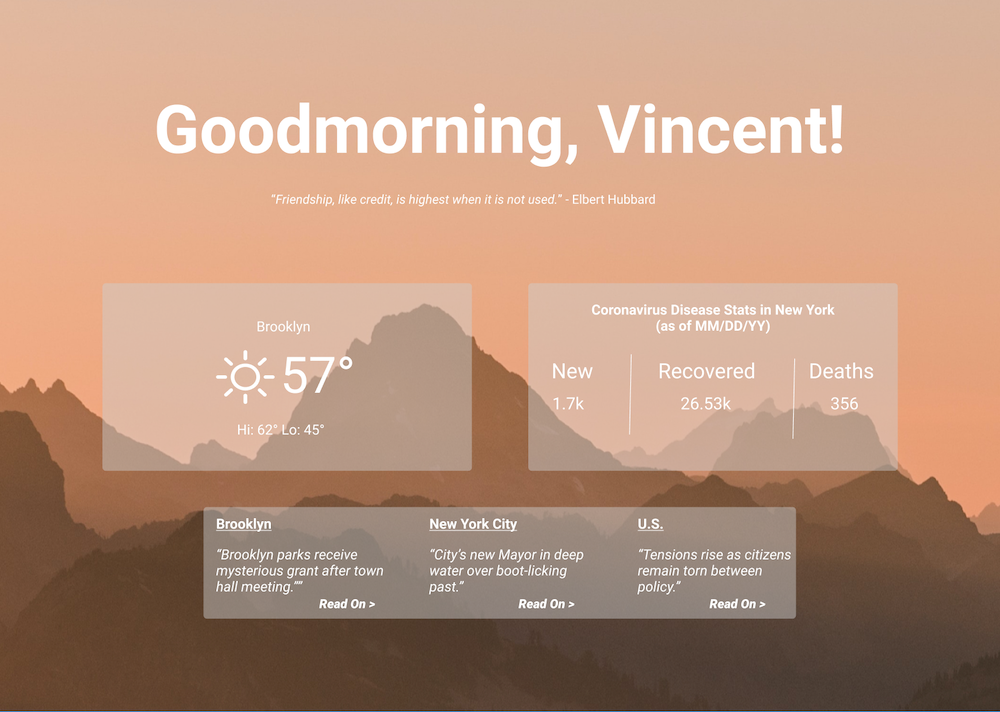 Goodmorning, Vincent!
"Friendship, like credit, is highest when it is not used." - Elbert Hubbard
Brooklyn
57°
Hi: 62° Lo: 45°
Coronavirus Disease Stats in New York
(as of MM/DD/YY)
New Recovered Deaths
1.7k 26.53k 356
Brooklyn
“Brooklyn parks receive
mysterious grant after town
hall meeting.””
Read On >
New York City
“City’s new Mayor in deep
water over boot-licking
past.”
Read On >
U.S.
“Tensions rise as citizens
remain torn between
policy.”
Read On >